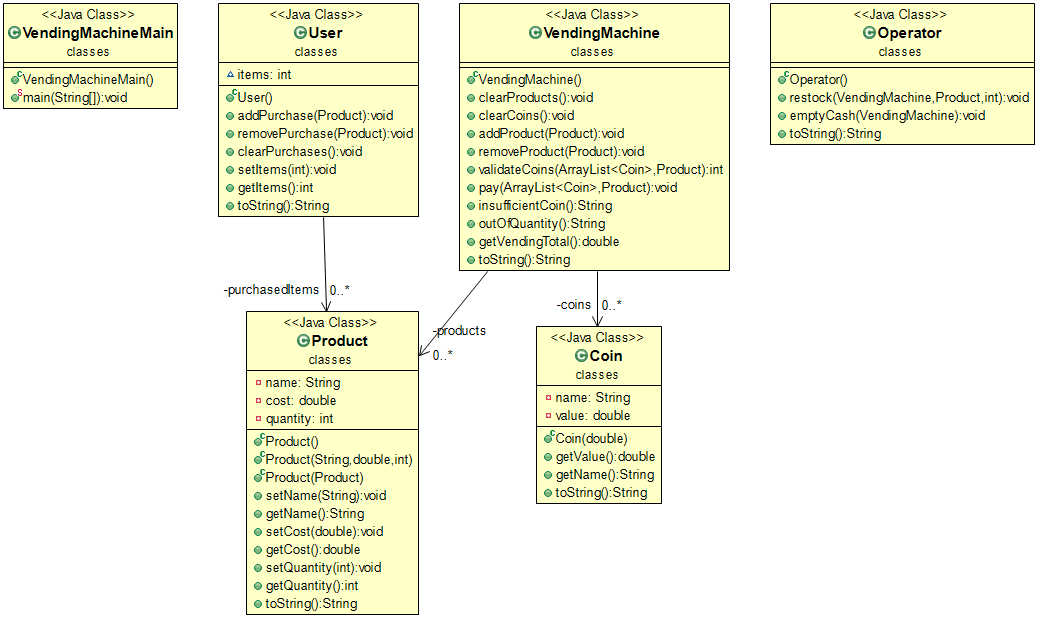 <<Java Class>>
VendingMachineMain
classes
VendingMachineMain()
main(String[]):void
<<Java Class>>
User
classes
items: int
User()
addPurchase(Product):void
removePurchase(Product):void
clearPurchases():void
setItems(int):void
getItems():int
toString():String
<<Java Class>>
VendingMachine
classes
VendingMachine()
clearProducts():void
clearCoins():void
addProduct(Product):void
removeProduct(Product):void
validateCoins(ArrayList<Coin>,Product):int
pay(ArrayList<Coin>,Product):void
insufficientCoin():String
outOfQuantity():String
getVendingTotal():double
toString():String
<<Java Class>>
Operator
classes
Operator()
restock(VendingMachine,Product,int):void
emptyCash(VendingMachine):void
toString():String
-purchasedItems 0..*
-products
0..*
-coins 0..*
<<Java Class>>
Product
classes
name: String
cost: double
quantity: int
Product()
Product(String,double,int)
Product(Product)
setName(String):void
getName():String
setCost(double):void
getCost():double
setQuantity(int):void
getQuantity():int
toString():String
<<Java Class>>
Coin
classes
name: String
value: double
Coin(double)
getValue():double
getName():String
toString():String